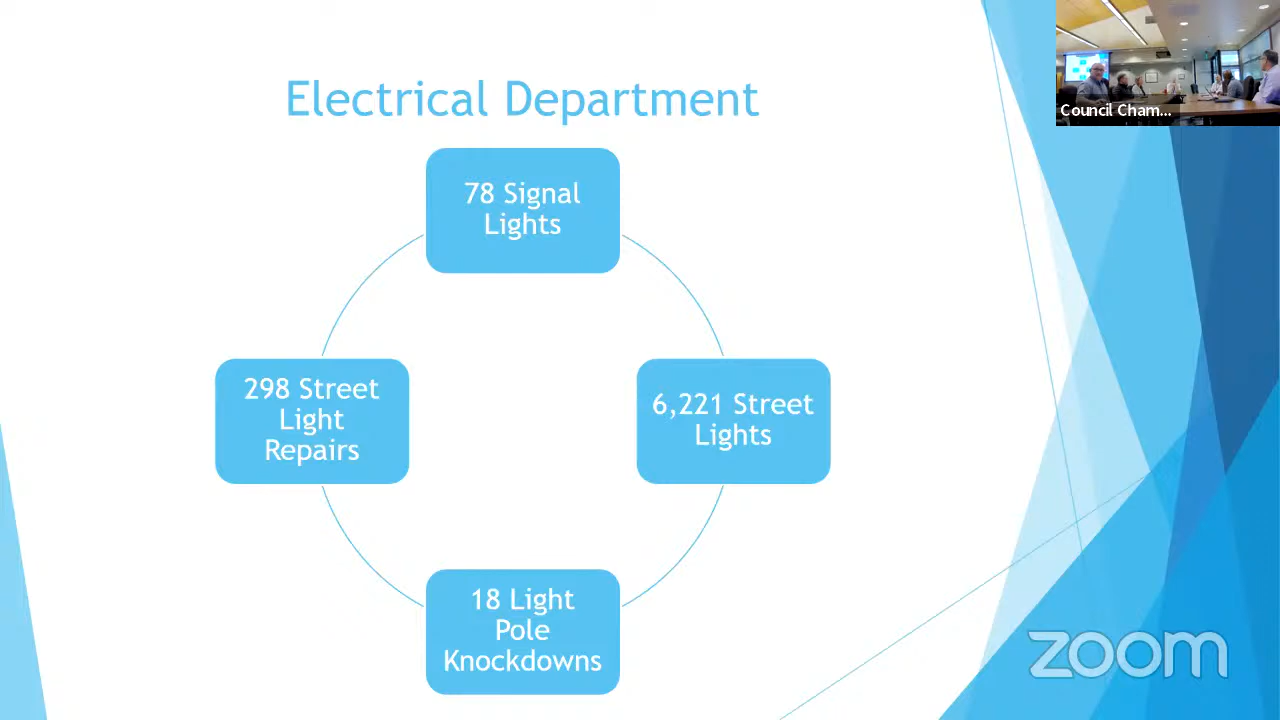 Electrical Department
Council Cham...
78 Signal
Lights
298 Street
Light
Repairs
6,221 Street
Lights
18 Light
Pole
Knockdowns
zoom